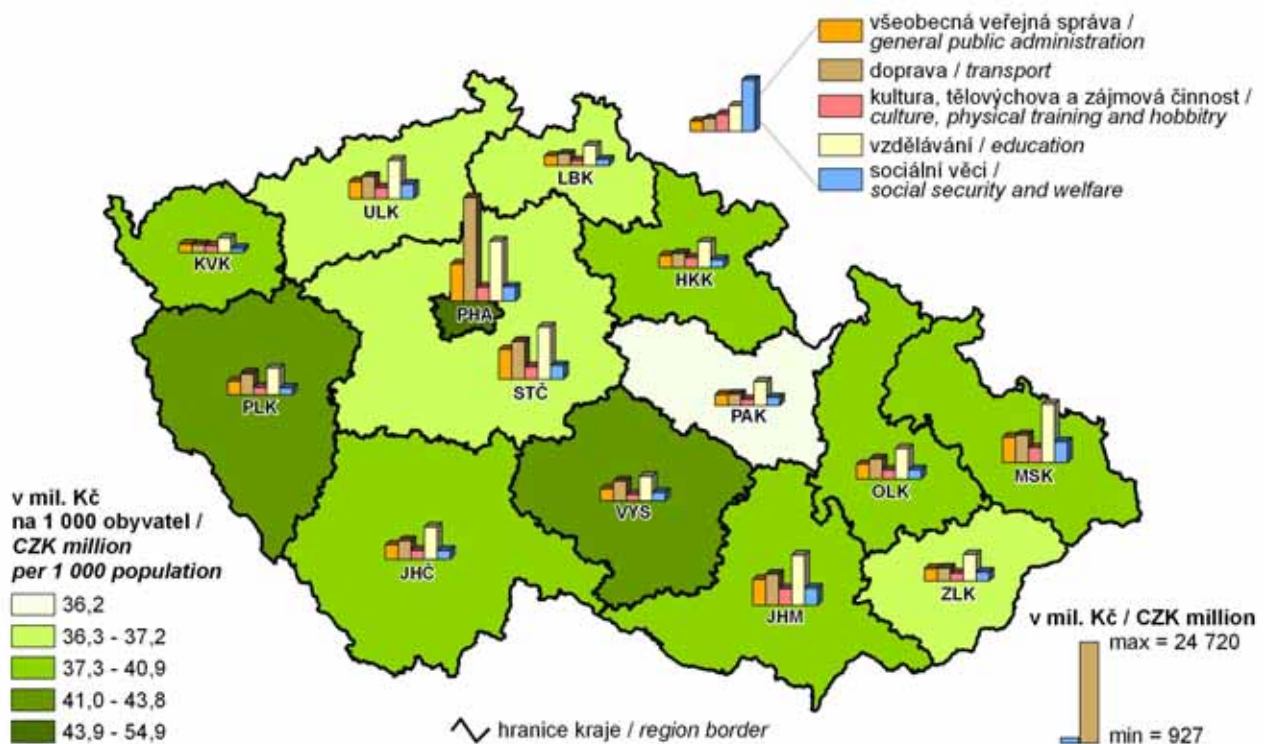 všeobecná veřejná správa /
general public administration
doprava / transport
kultura, tělovýchova a zájmová činnost /
culture, physical training and hobbitry
vzdělávání / education
sociální věci /
social security and welfare
LBK
ULK
KVK
HKK
PHA
STČ
PLK
PAK
OLK
MSK
VYS
JHČ
ZLK
JHM
v mil. Kč
na 1 000 obyvatel /
CZK million
per 1 000 population
36,2
36,3 - 37,2
37,3 - 40,9
41,0 - 43,8
43,9 - 54,9
hranice kraje / region border
v mil. Kč / CZK million
max = 24 720
min = 927